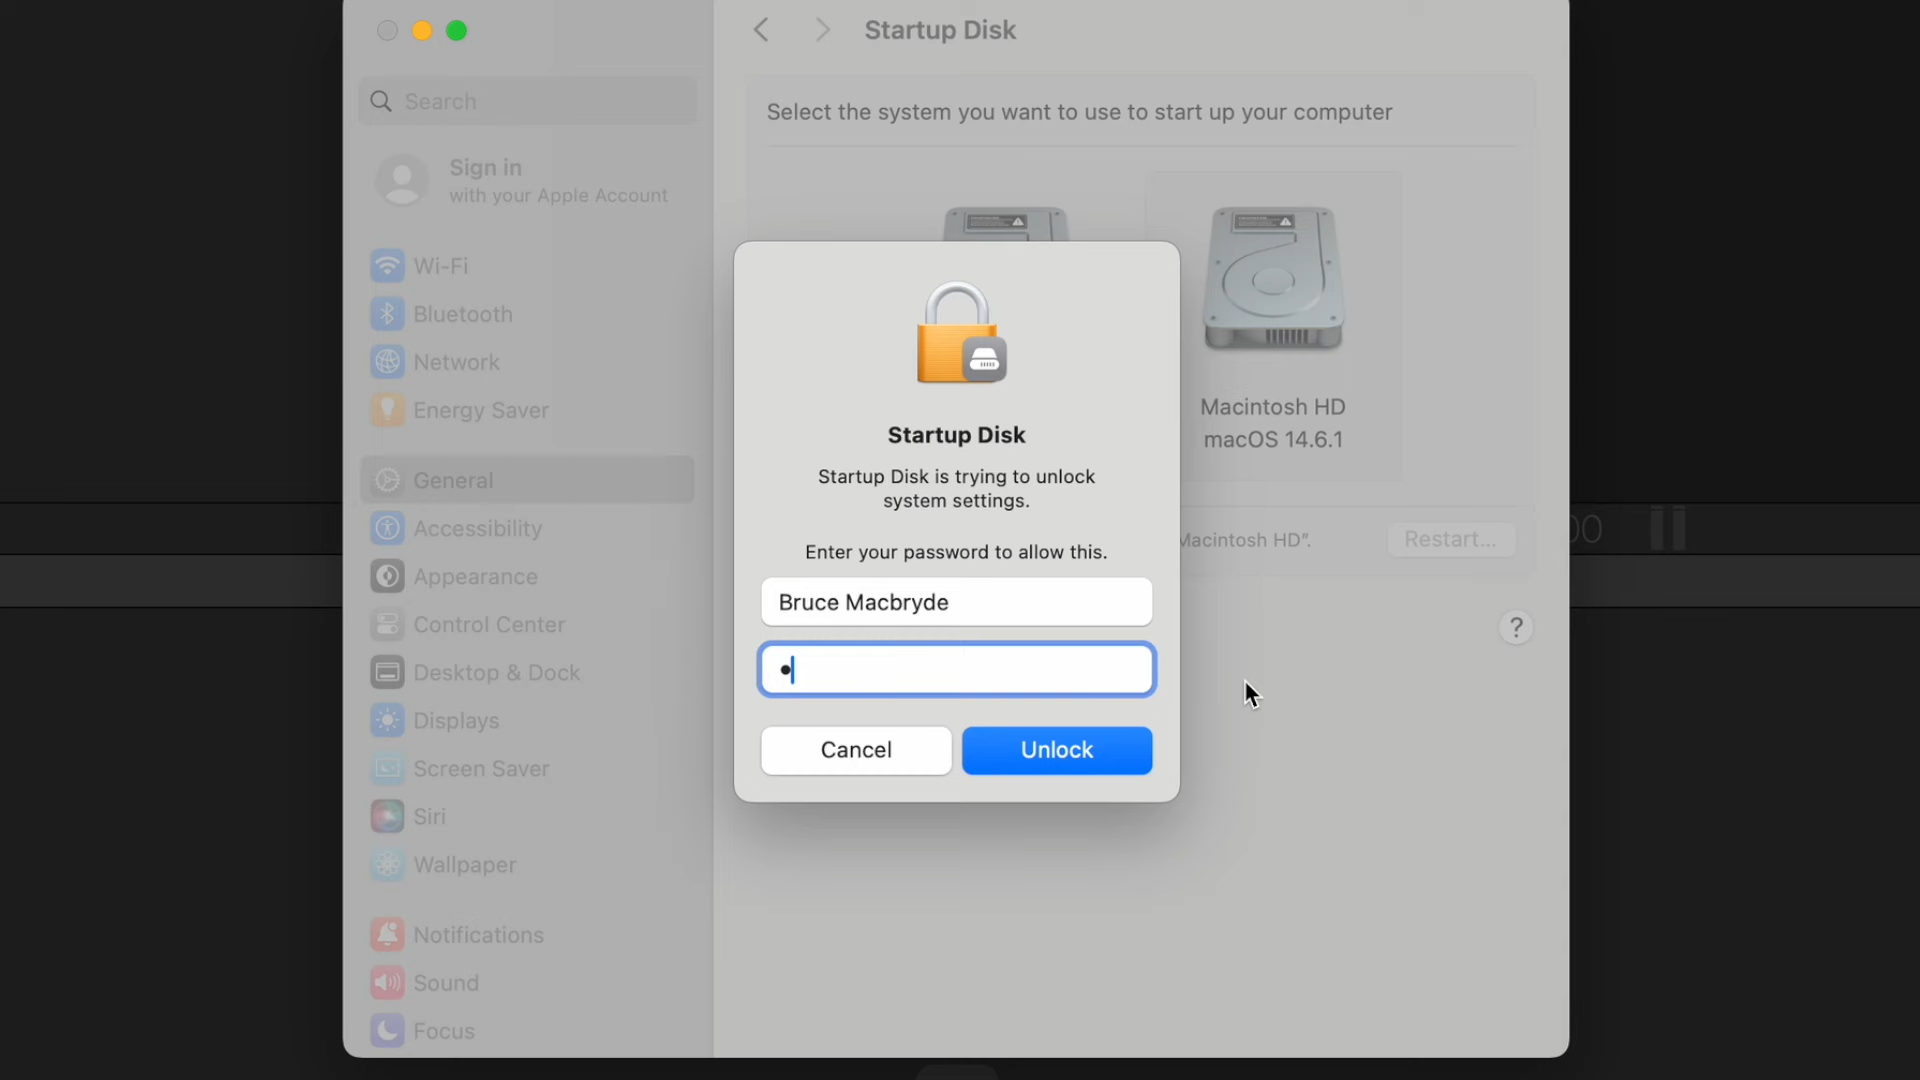 Startup Disk
Search
Select the system you want to use to start up your computer
Sign in
with your Apple Account
Wi-Fi
Bluetooth
Network
Energy Saver
General
Accessibility
Appearance
Control Center
Desktop & Dock
Displays
Screen Saver
Siri
Wallpaper
Notifications
Sound
Focus
Macintosh HD
macOS 14.6.1
Macintosh HD”.
Restart...
?
Startup Disk
Startup Disk is trying to unlock
system settings.
Enter your password to allow this.
Bruce Macbryde
Cancel
Unlock